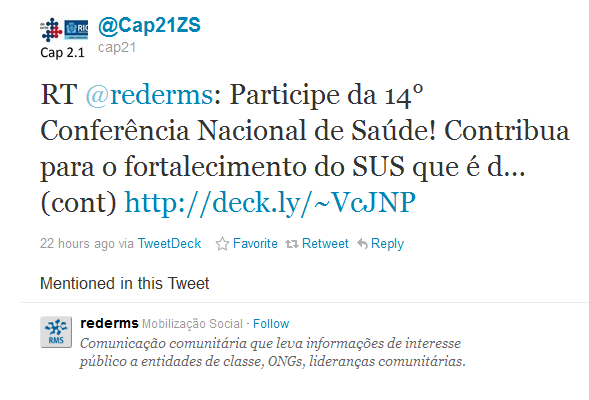 @Cap21ZS
RIO
Cap 2.1
cap21
RT @rederms: Participe da 14°
Conferência Nacional de Saúde! Contribua
para o fortalecimento do SUS que é d...
(cont) http://deck.ly/~VcJNP
22 hours ago via TweetDeck Favorite Retweet Reply
Mentioned in this Tweet
rederms Mobilização Social · Follow
RMS
Comunicação comunitária que leva informações de interesse
público a entidades de classe, ONGs, lideranças comunitárias.